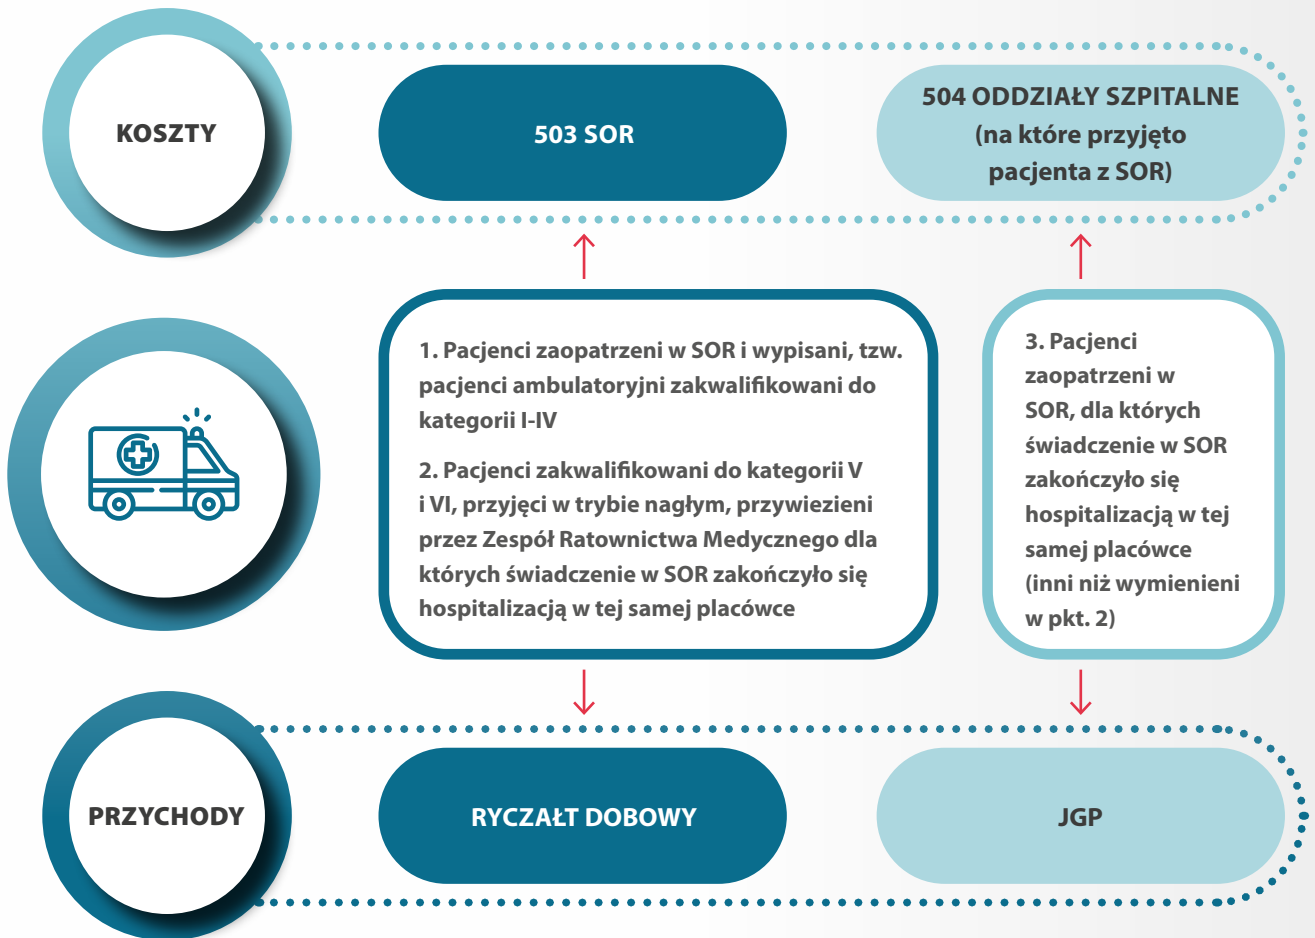 KOSZTY
503 SOR
504 ODDZIAŁY SZPITALNE
(na które przyjęto
pacjenta z SOR)
1. Pacjenci zaopatrzeni w SOR i wypisani, tzw.
pacjenci ambulatoryjni zakwalifikowani do
kategorii I-IV
2. Pacjenci zakwalifikowani do kategorii V
i VI, przyjęci w trybie nagłym, przywiezieni
przez Zespół Ratownictwa Medycznego dla
których świadczenie w SOR zakończyło się
hospitalizacją w tej samej placówce
3. Pacjenci
zaopatrzeni w
SOR, dla których
świadczenie w SOR
zakończyło się
hospitalizacją w tej
samej placówce
(inni niż wymienieni
w pkt. 2)
PRZYCHODY
RYCZAŁT DOBOWY
JGP